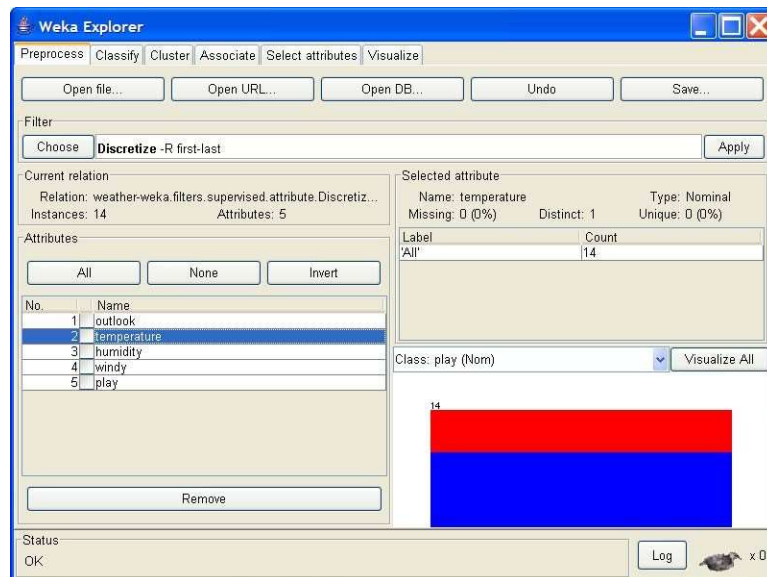 Weka Explorer
Preprocess Classify Cluster Associate Select attributes Visualize
Open file... Open URL... Open DB... Undo Save...
Filter
Choose Discretize -R first-last Apply
Current relation
Relation: weather-weka.filters.supervised.attribute.Discretiz...
Instances: 14 Attributes: 5
Attributes
All None Invert
No. Name
1 outlook
2 temperature
3 humidity
4 windy
5 play
Remove
Selected attribute
Name: temperature Type: Nominal
Missing: 0 (0%) Distinct: 1 Unique: 0 (0%)
Label Count
'All' 14
Class: play (Nom) Visualize All
14
Status
OK
Log x 0